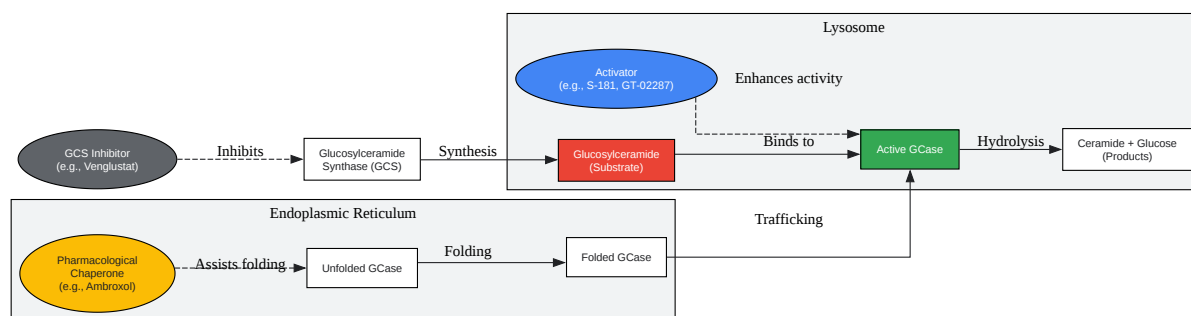 Lysosome
Activator
(e.g., S-181, GT-02287)
Enhances activity
GCS Inhibitor
(e.g., Venglustat)
Inhibits
Glucosylceramide
Synthase (GCS)
Synthesis
Glucosylceramide
(Substrate)
Binds to
Active GCase
Hydrolysis
Ceramide + Glucose
(Products)
Endoplasmic Reticulum
Trafficking
Pharmacological
Chaperone
(e.g., Ambroxol)
Assists folding
Unfolded GCase
Folding
Folded GCase